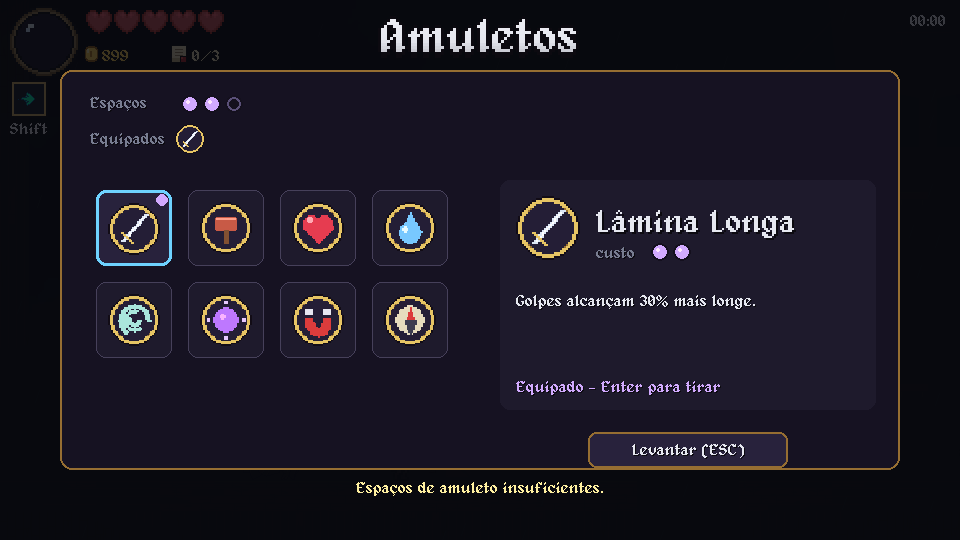 Amuletos
00:00
899
0/3
Shift
Espaços
Equipados
Lâmina Longa
custo
Golpes alcançam 30% mais longe.
Equipado - Enter para tirar
Levantar (ESC)
Espaços de amuleto insuficientes.